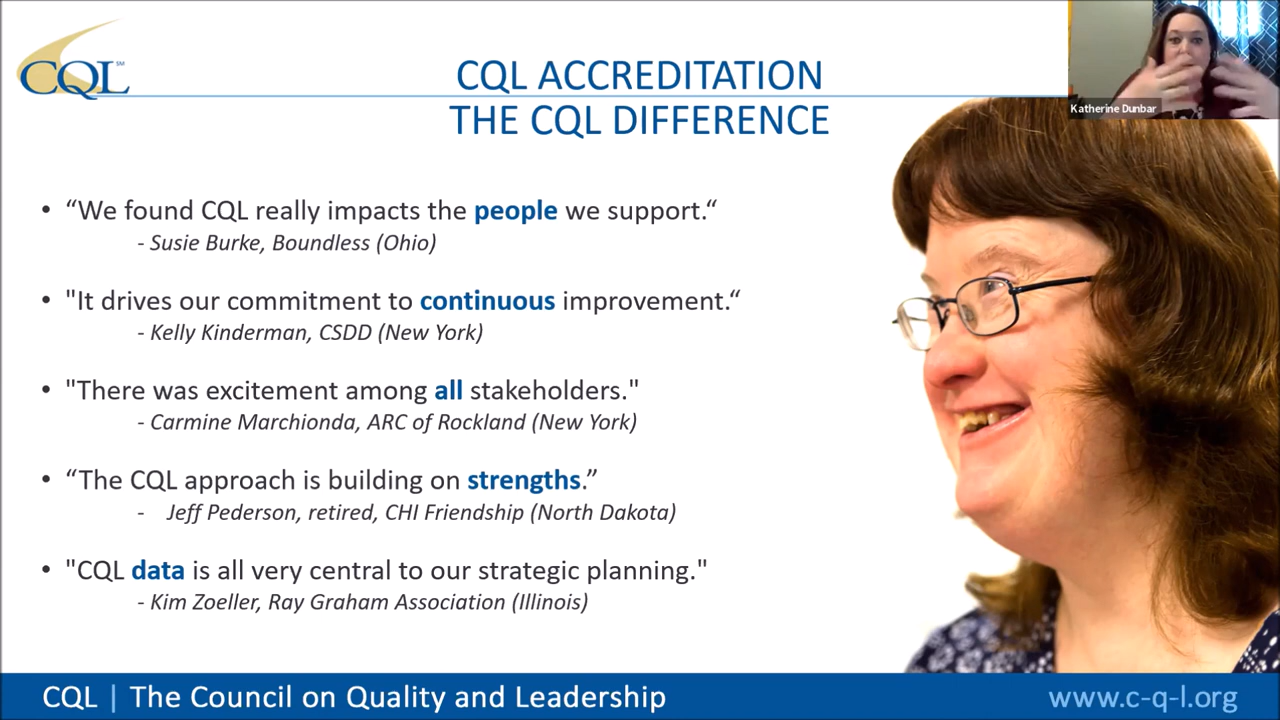 CQL℠
Katherine Dunbar
CQL ACCREDITATION
THE CQL DIFFERENCE
• “We found CQL really impacts the people we support.“
- Susie Burke, Boundless (Ohio)
• "It drives our commitment to continuous improvement.“
- Kelly Kinderman, CSDD (New York)
• "There was excitement among all stakeholders."
- Carmine Marchionda, ARC of Rockland (New York)
• “The CQL approach is building on strengths.”
- Jeff Pederson, retired, CHI Friendship (North Dakota)
• "CQL data is all very central to our strategic planning."
- Kim Zoeller, Ray Graham Association (Illinois)
CQL | The Council on Quality and Leadership
www.c-q-l.org